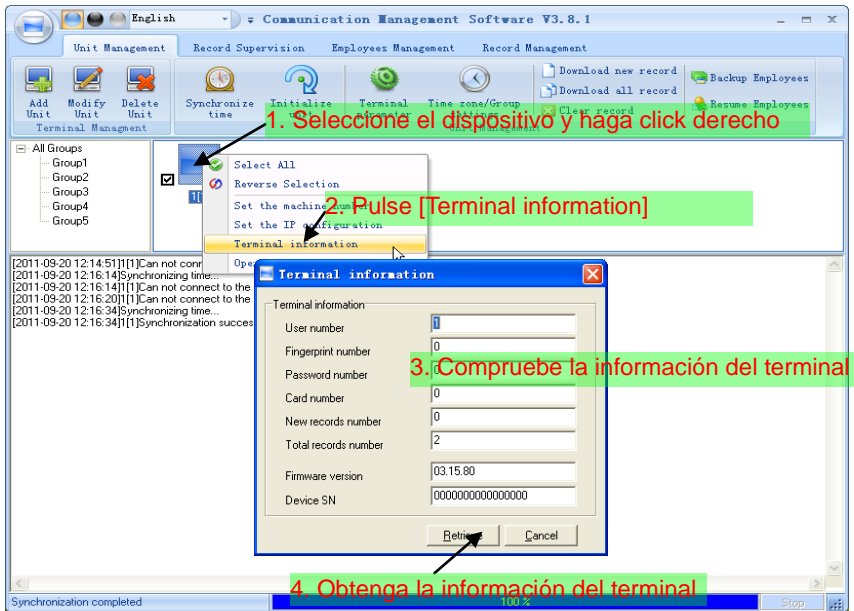 English
Communication Management Software V3.8.1
Unit Management
Record Supervision
Employees Management
Record Management
Add Unit
Modify Unit
Delete Unit
Terminal Managment
Synchronize time
Initialize unit
Terminal parameter
Time zone/Group settings
Unit management
Download new record
Download all record
Clear record
Backup Employees
Resume Employees
1. Seleccione el dispositivo y haga click derecho
All Groups
Group1
Group2
Group3
Group4
Group5
Select All
Reverse Selection
Set the machine number
Set the IP configuration
Terminal information
2. Pulse [Terminal information]
[2011-09-20 12:14:51]1[1]Can not conn
[2011-09-20 12:16:14]Synchronizing time...
[2011-09-20 12:16:14]1[1]Can not connect to the
[2011-09-20 12:16:20]1[1]Can not connect to the
[2011-09-20 12:16:34]Synchronizing time...
[2011-09-20 12:16:34]1[1]Synchronization succes
Terminal information
Terminal information
User number 1
Fingerprint number 0
Password number 0
Card number 0
New records number 0
Total records number 2
Firmware version 03.15.80
Device SN 0000000000000000
3. Compruebe la información del terminal
Retrieve
Cancel
4. Obtenga la información del terminal
Synchronization completed
100 %
Stop